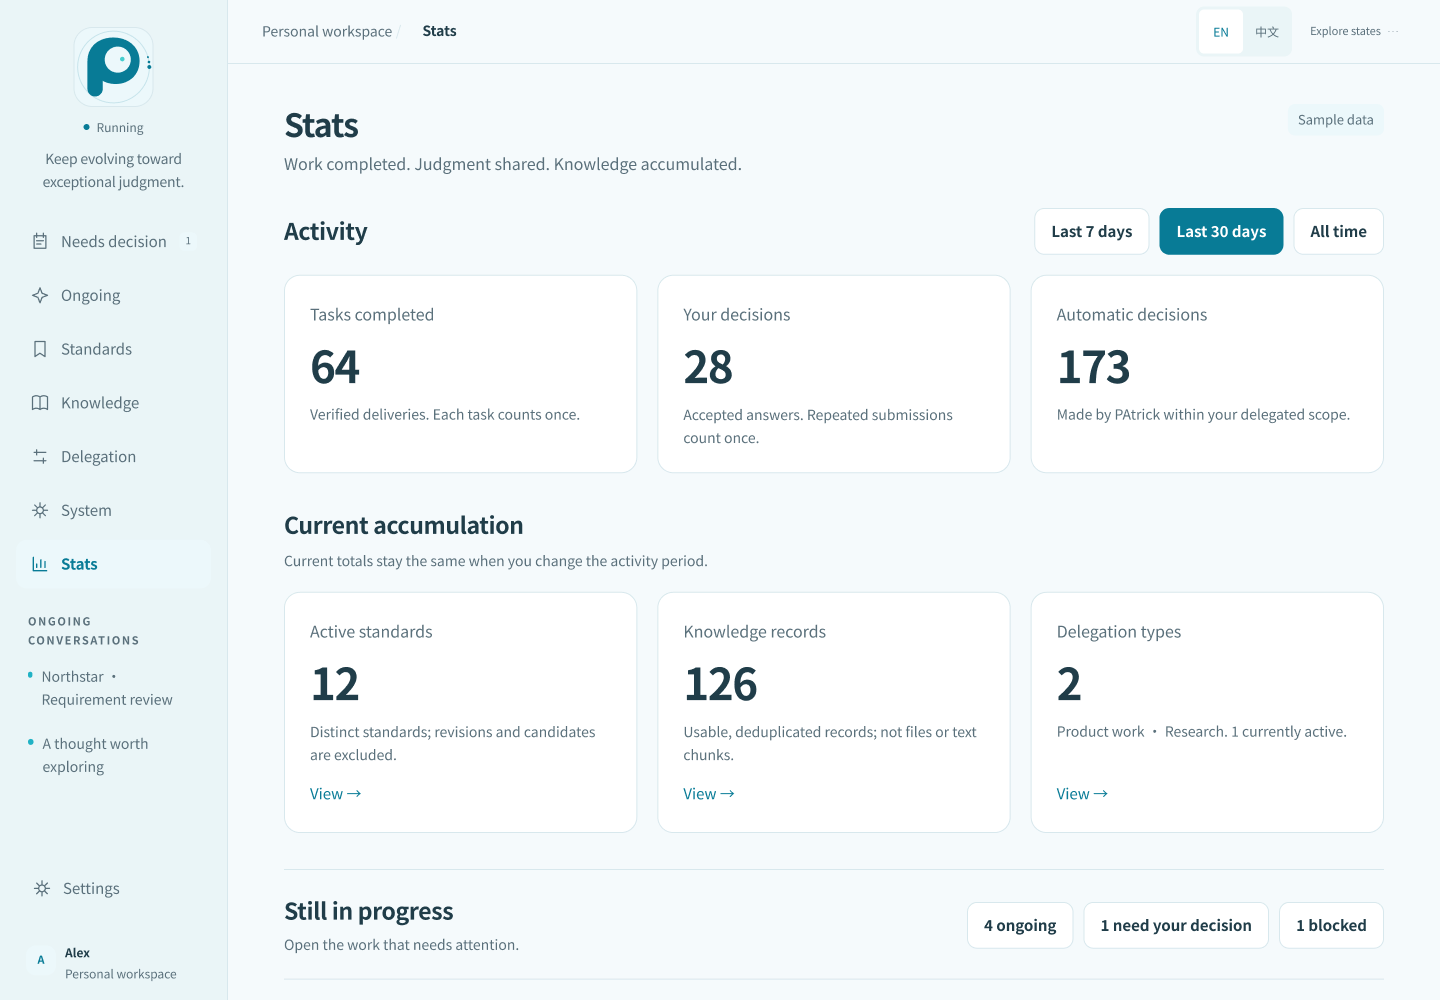 Running
Keep evolving toward
exceptional judgment.
Needs decision 1
Ongoing
Standards
Knowledge
Delegation
System
Stats
ONGOING
CONVERSATIONS
Northstar •
Requirement review
A thought worth
exploring
Settings
A
Alex
Personal workspace
Personal workspace / Stats
EN 中文
Explore states ···
Stats
Sample data
Work completed. Judgment shared. Knowledge accumulated.
Activity
Last 7 days Last 30 days All time
Tasks completed
64
Verified deliveries. Each task counts once.
Your decisions
28
Accepted answers. Repeated submissions
count once.
Automatic decisions
173
Made by PAtrick within your delegated scope.
Current accumulation
Current totals stay the same when you change the activity period.
Active standards
12
Distinct standards; revisions and candidates
are excluded.
View →
Knowledge records
126
Usable, deduplicated records; not files or text
chunks.
View →
Delegation types
2
Product work • Research. 1 currently active.
View →
Still in progress
Open the work that needs attention.
4 ongoing 1 need your decision 1 blocked